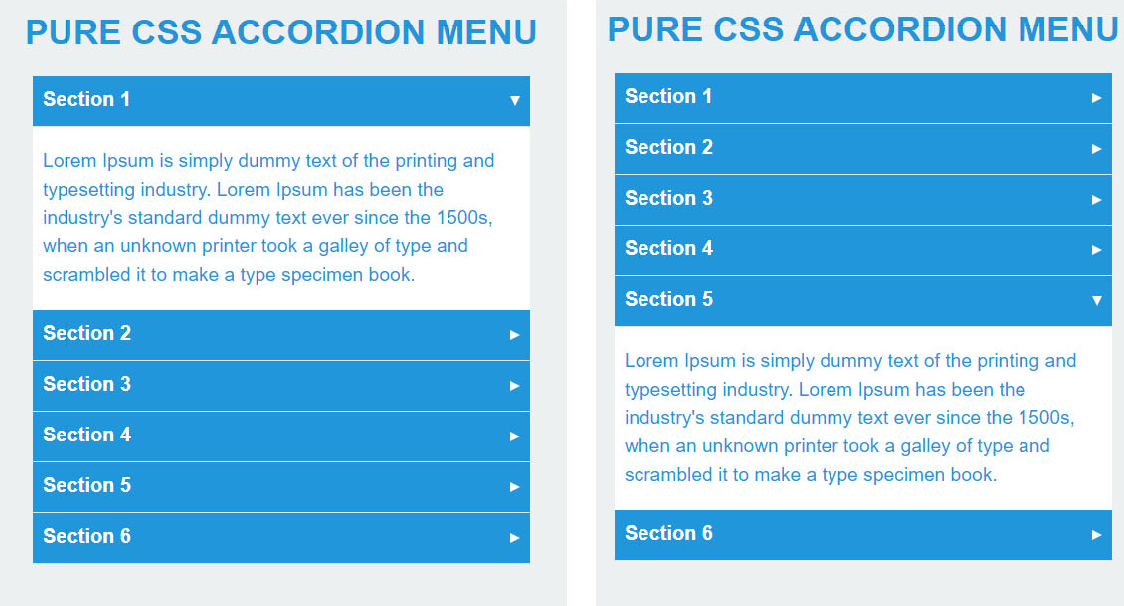 PURE CSS ACCORDION MENU
Section 1
Lorem Ipsum is simply dummy text of the printing and
typesetting industry. Lorem Ipsum has been the
industry's standard dummy text ever since the 1500s,
when an unknown printer took a galley of type and
scrambled it to make a type specimen book.
Section 2
Section 3
Section 4
Section 5
Section 6
PURE CSS ACCORDION MENU
Section 1
Section 2
Section 3
Section 4
Section 5
Lorem Ipsum is simply dummy text of the printing and
typesetting industry. Lorem Ipsum has been the
industry's standard dummy text ever since the 1500s,
when an unknown printer took a galley of type and
scrambled it to make a type specimen book.
Section 6